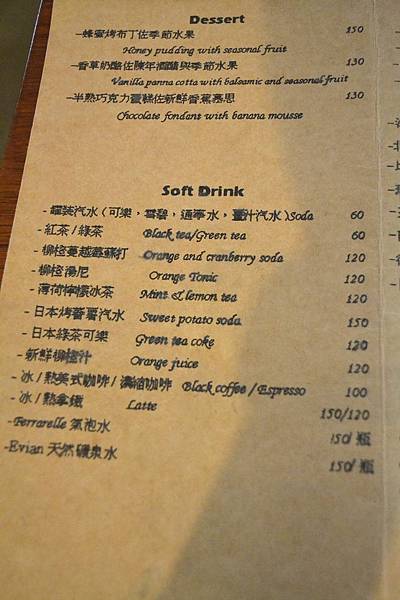 Dessert
-蜂蜜烤布丁佐季節水果 150
Honey pudding with seasonal fruit
-香草奶酪佐陳年酒醋與季節水果 130
Vanilla panna cotta with balsamic and seasonal fruit
-半熟巧克力蛋糕佐新鮮香蕉慕思 130
Chocolate fondant with banana mousse
Soft Drink
-罐裝汽水(可樂，雪碧，通寧水，薑汁汽水)Soda 60
-紅茶/綠茶 Black tea/Green tea 60
-柳橙蔓越莓蘇打 Orange and cranberry soda 120
-柳橙湯尼 Orange Tonic 120
-薄荷檸檬冰茶 Mint & lemon tea 120
-日本烤蕃薯汽水 Sweet potato soda 150
-日本綠茶可樂 Green tea coke 120
-新鮮柳橙汁 Orange juice 120
-冰/熱美式咖啡/濃縮咖啡 Black coffee/Espresso 100
-冰/熱拿鐵 Latte 150/120
-Ferrarelle 氣泡水 150/瓶
-Evian 天然礦泉水 150/瓶